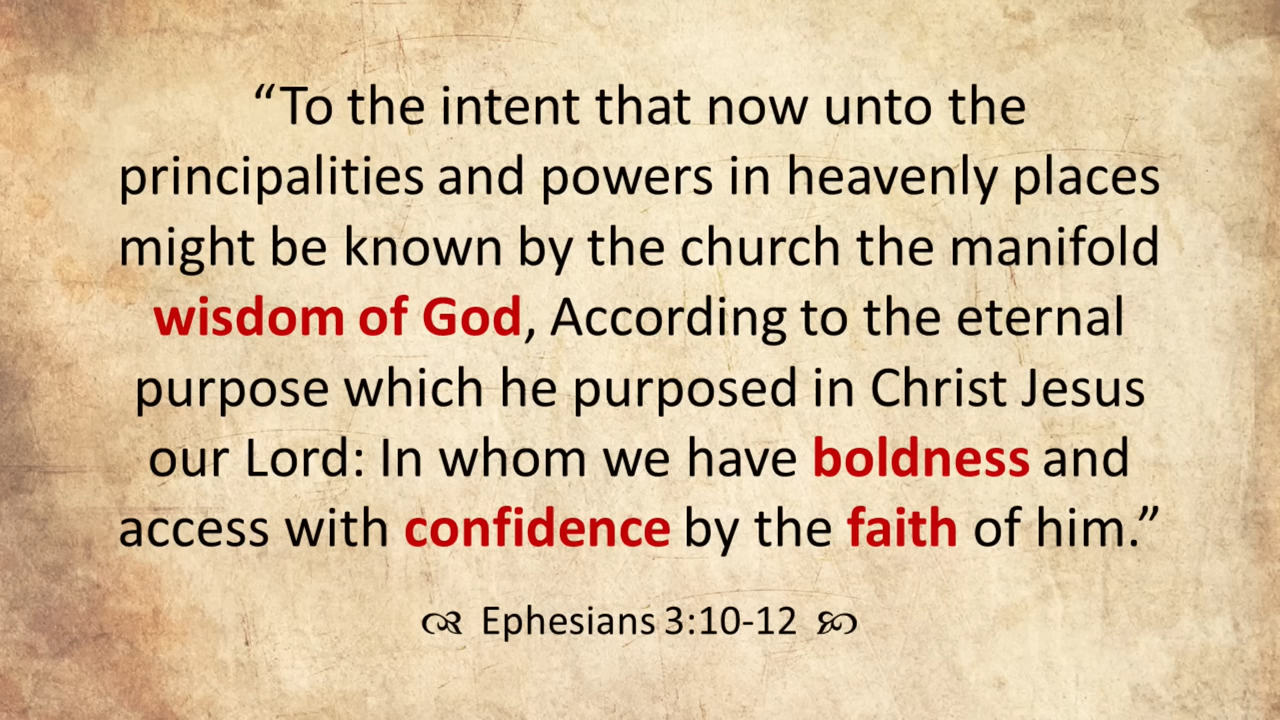 “To the intent that now unto the
principalities and powers in heavenly places
might be known by the church the manifold
wisdom of God, According to the eternal
purpose which he purposed in Christ Jesus
our Lord: In whom we have boldness and
access with confidence by the faith of him.”
Ephesians 3:10-12